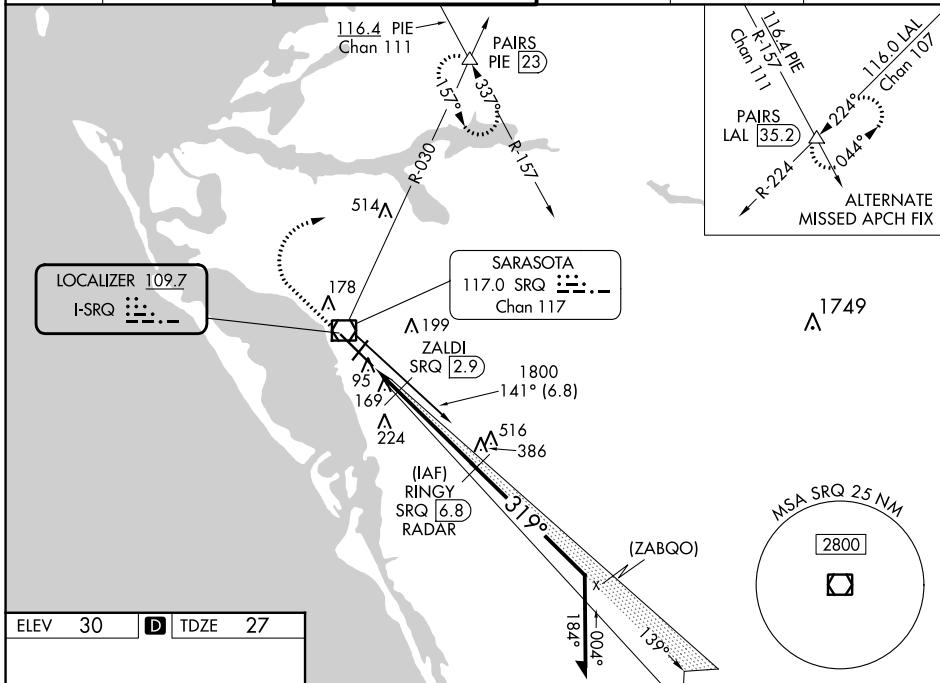 116.4 PIE
Chan 111
PAIRS
PIE 23
157°
337°
R-030
R-157
116.4 PIE
R-157
Chan 111
116.0 LAL
Chan 107
224°
044°
PAIRS
LAL 35.2
R-224
ALTERNATE
MISSED APCH FIX
514
LOCALIZER 109.7
I-SRQ
178
SARASOTA
117.0 SRQ
Chan 117
199
1749
ZALDI
SRQ 2.9
95
169
1800
141° (6.8)
224
516
386
(IAF)
RINGY
SRQ 6.8
RADAR
319°
(ZABQO)
X
184°
004°
139°
MSA SRQ 25 NM
2800
ELEV 30 D TDZE 27